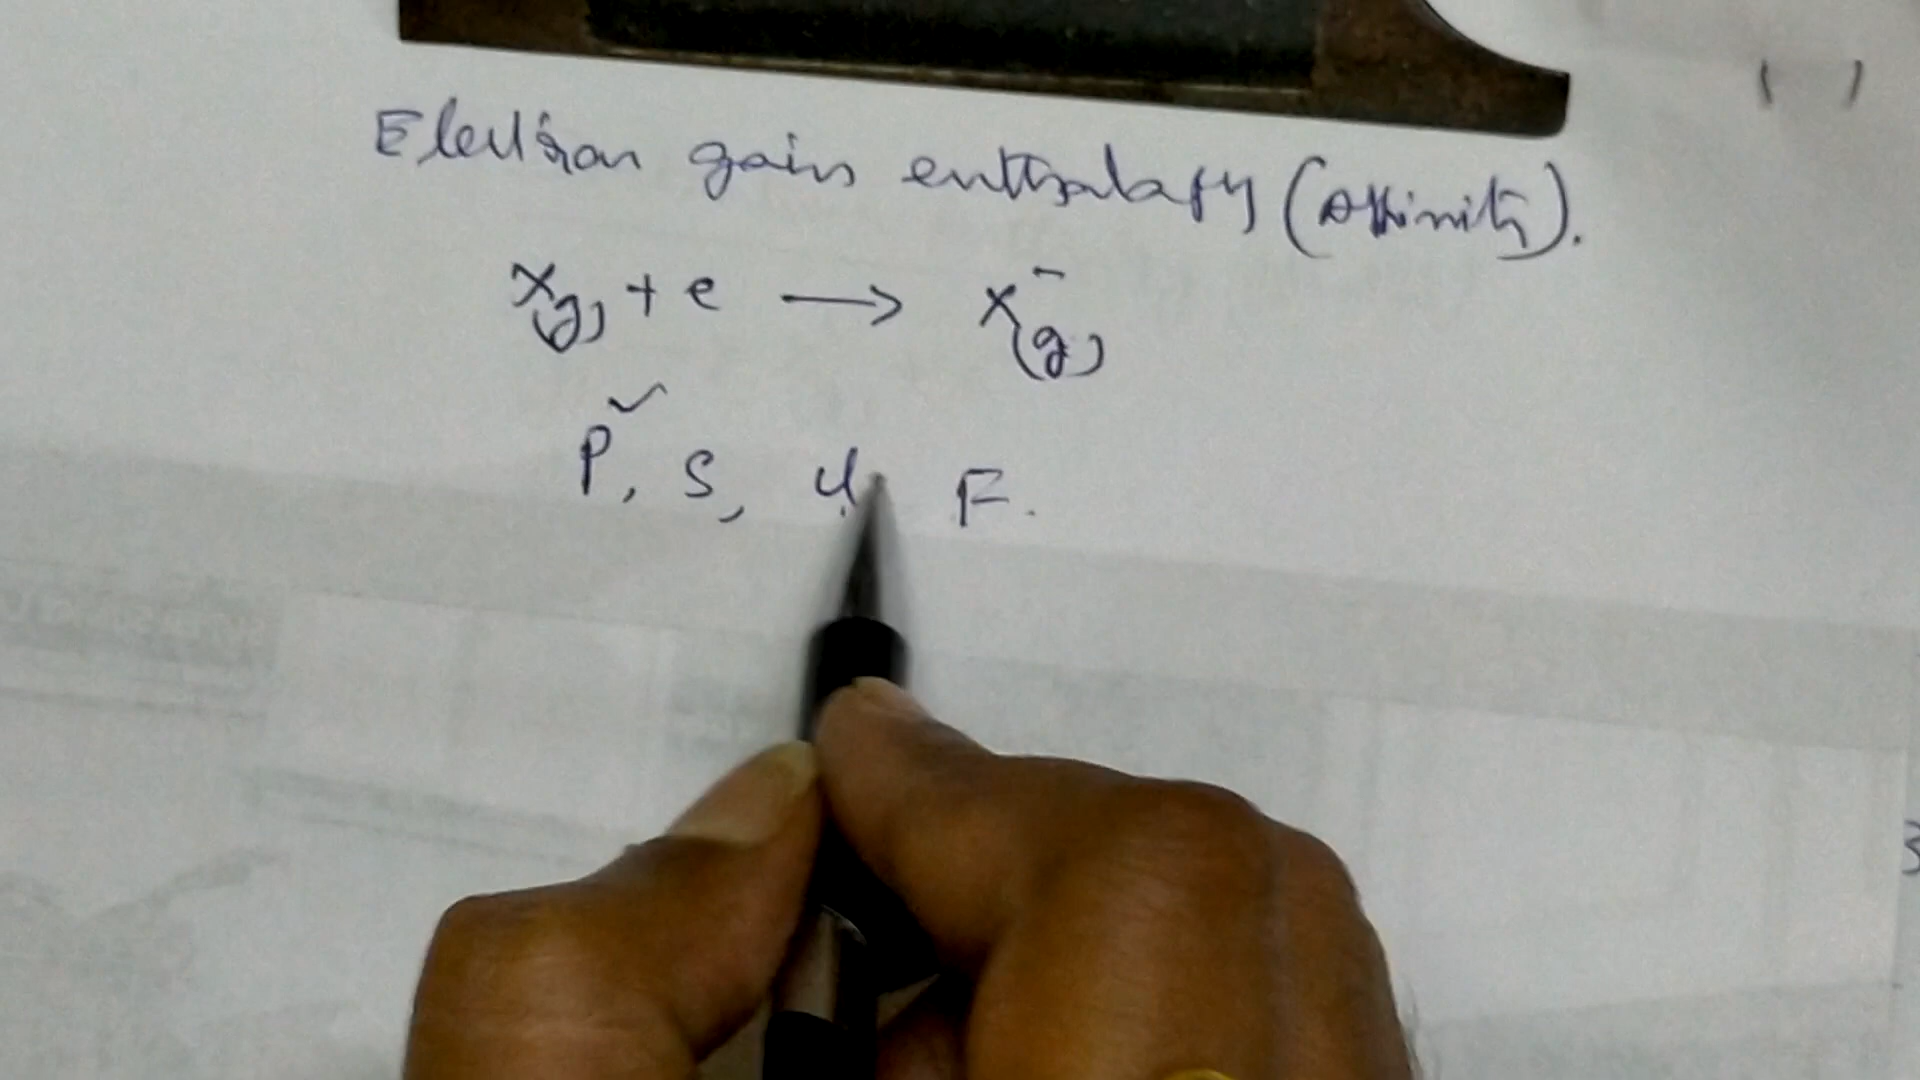 Electron gain enthalapy (Affinity).
X(g) + e → X⁻(g)
P, S, Cl, F.